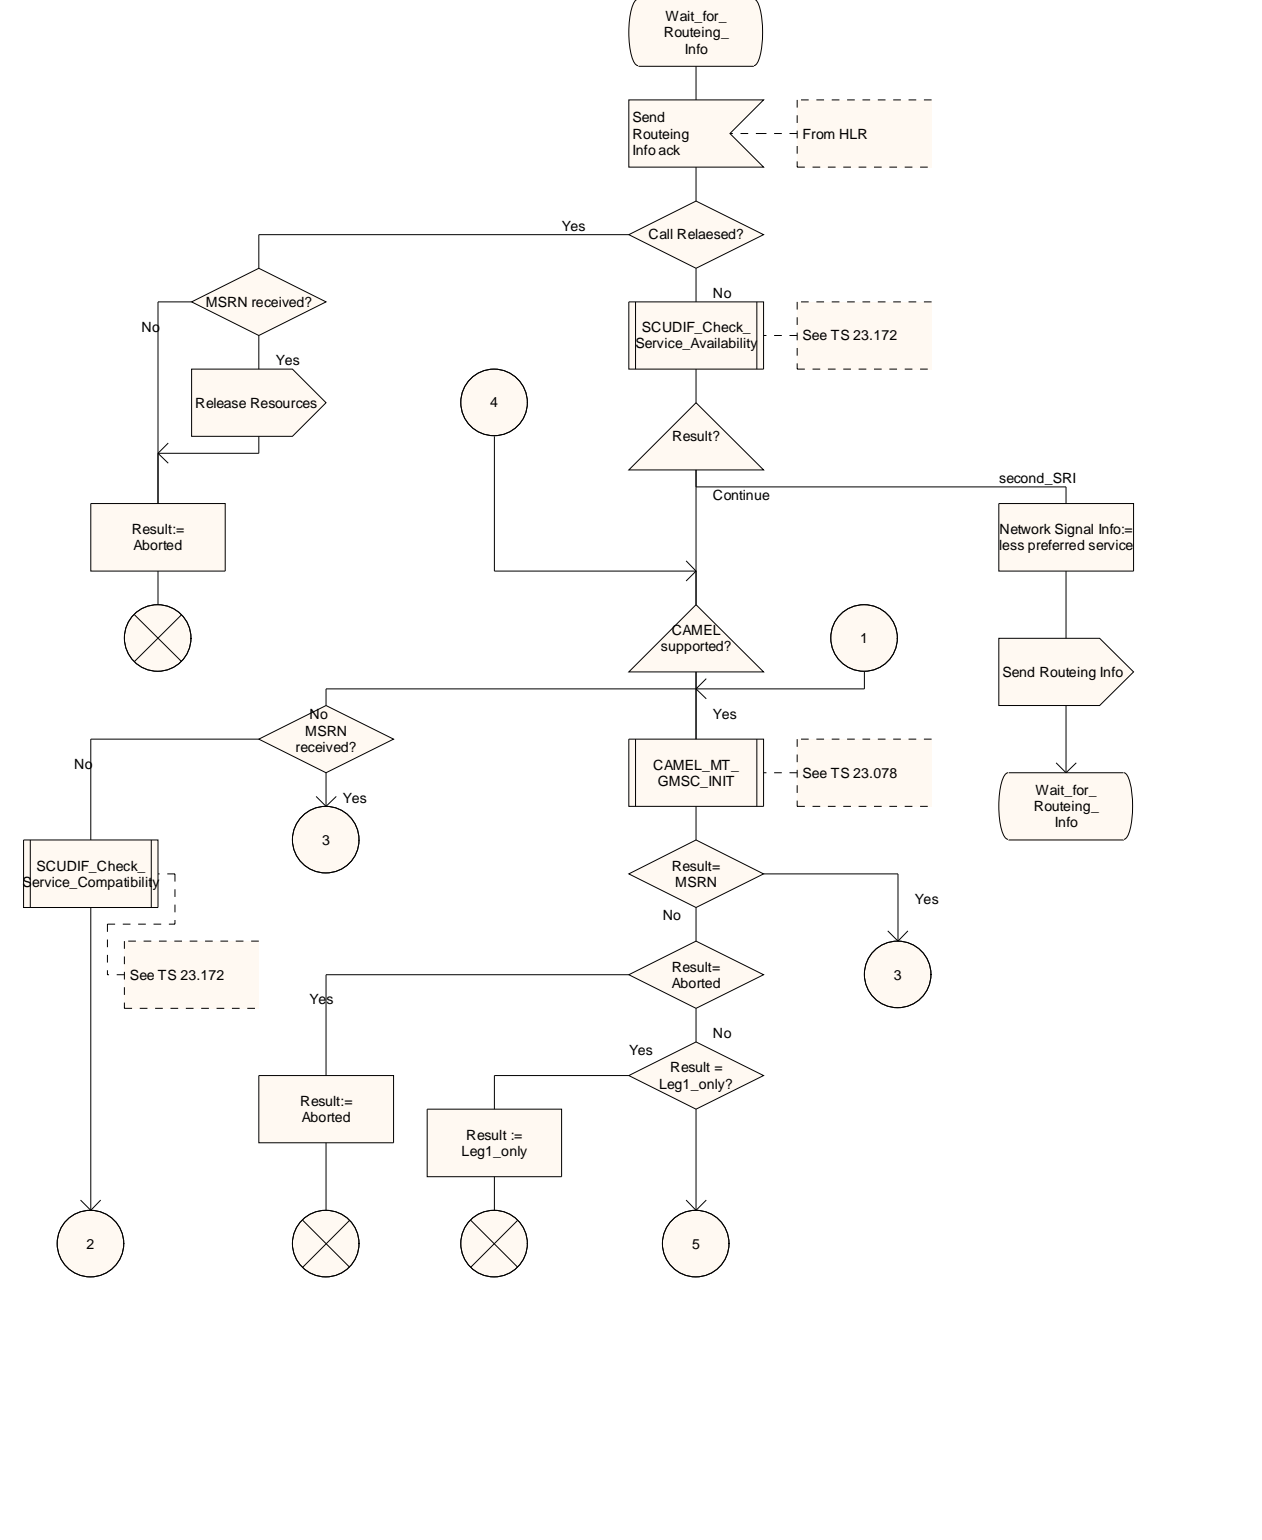 Wait_for_
Routeing_
Info
Send
Routeing
Info ack
From HLR
Yes
Call Relaesed?
No
MSRN received?
No
Yes
SCUDIF_Check_
Service_Availability
See TS 23.172
Release Resources
4
Result?
second_SRI
Continue
Result:=
Aborted
Network Signal Info:=
less preferred service
CAMEL
supported?
1
Send Routeing Info
No
Yes
MSRN
received?
No
Yes
CAMEL_MT_
GMSC_INIT
See TS 23.078
Wait_for_
Routeing_
Info
3
SCUDIF_Check_
Service_Compatibility
Result=
MSRN
Yes
No
See TS 23.172
Result=
Aborted
3
Yes
No
Yes
Result =
Leg1_only?
Result:=
Aborted
Result :=
Leg1_only
2
5